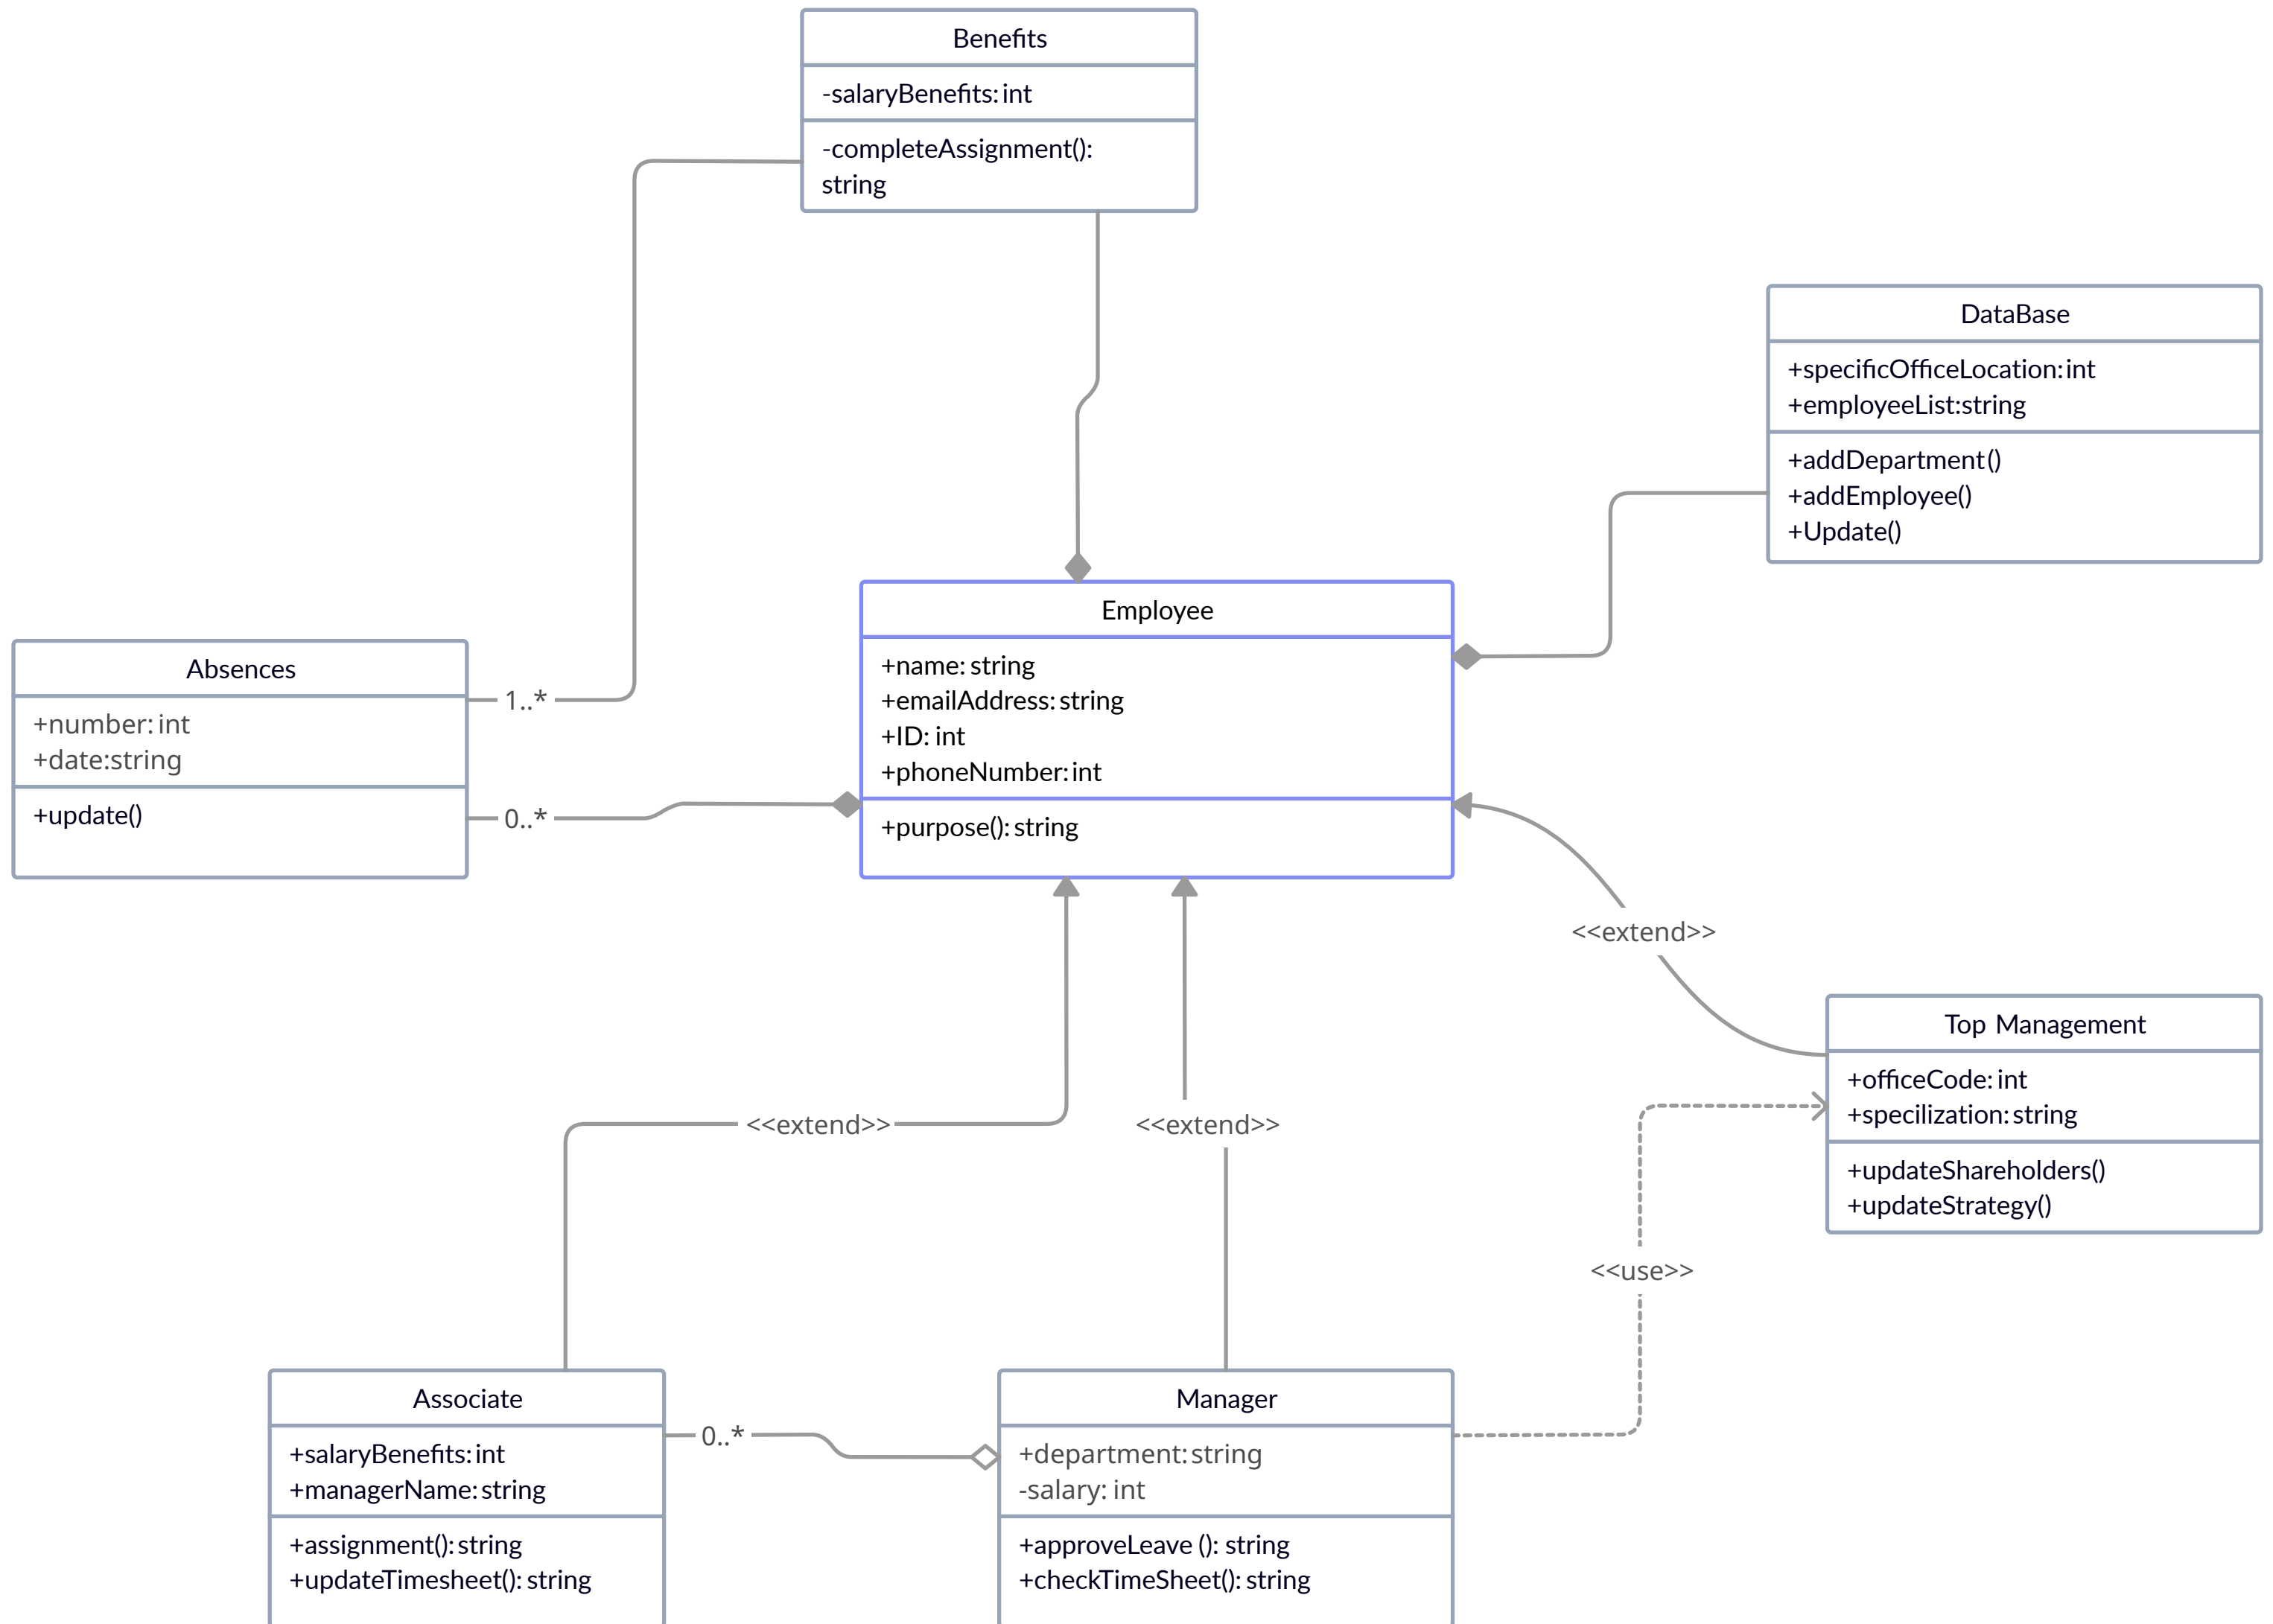 Benefits
-salaryBenefits: int
-completeAssignment():
string
DataBase
+specificOfficeLocation: int
+employeeList:string
+addDepartment()
+addEmployee()
+Update()
Employee
+name: string
+emailAddress: string
+ID: int
+phoneNumber: int
+purpose(): string
Absences
+number: int
+date:string
+update()
1..*
0..*
<<extend>>
Top Management
+officeCode: int
+specilization: string
+updateShareholders()
+updateStrategy()
<<extend>>
<<extend>>
<<use>>
Associate
+salaryBenefits: int
+managerName: string
+assignment(): string
+updateTimesheet(): string
0..*
Manager
+department: string
-salary: int
+approveLeave (): string
+checkTimeSheet(): string